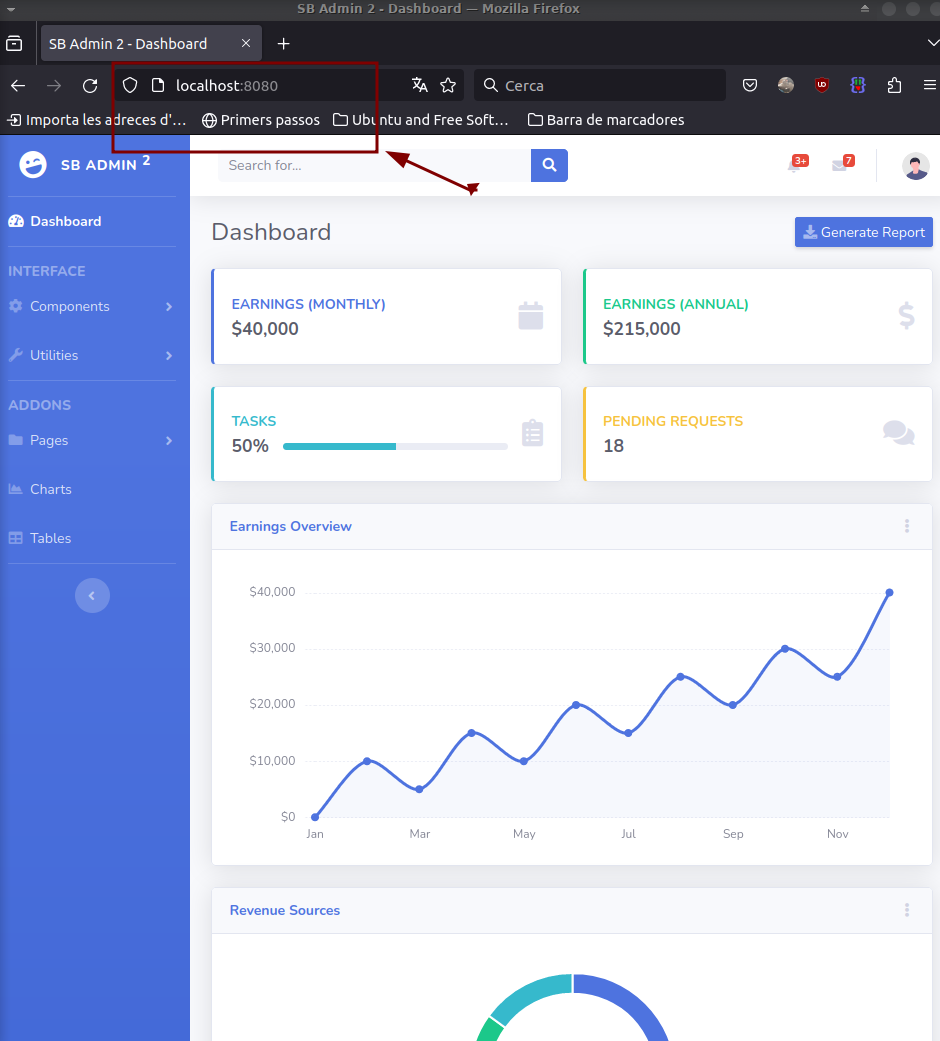 SB Admin 2 - Dashboard — Mozilla Firefox
SB Admin 2 - Dashboard
localhost:8080
Cerca
Importa les adreces d'…
Primers passos
Ubuntu and Free Soft…
Barra de marcadores
SB ADMIN 2
Search for...
3+
7
Dashboard
INTERFACE
Components
Utilities
ADDONS
Pages
Charts
Tables
Dashboard
Generate Report
EARNINGS (MONTHLY)
$40,000
EARNINGS (ANNUAL)
$215,000
TASKS
50%
PENDING REQUESTS
18
Earnings Overview
$40,000
$30,000
$20,000
$10,000
$0
Jan Mar May Jul Sep Nov
Revenue Sources